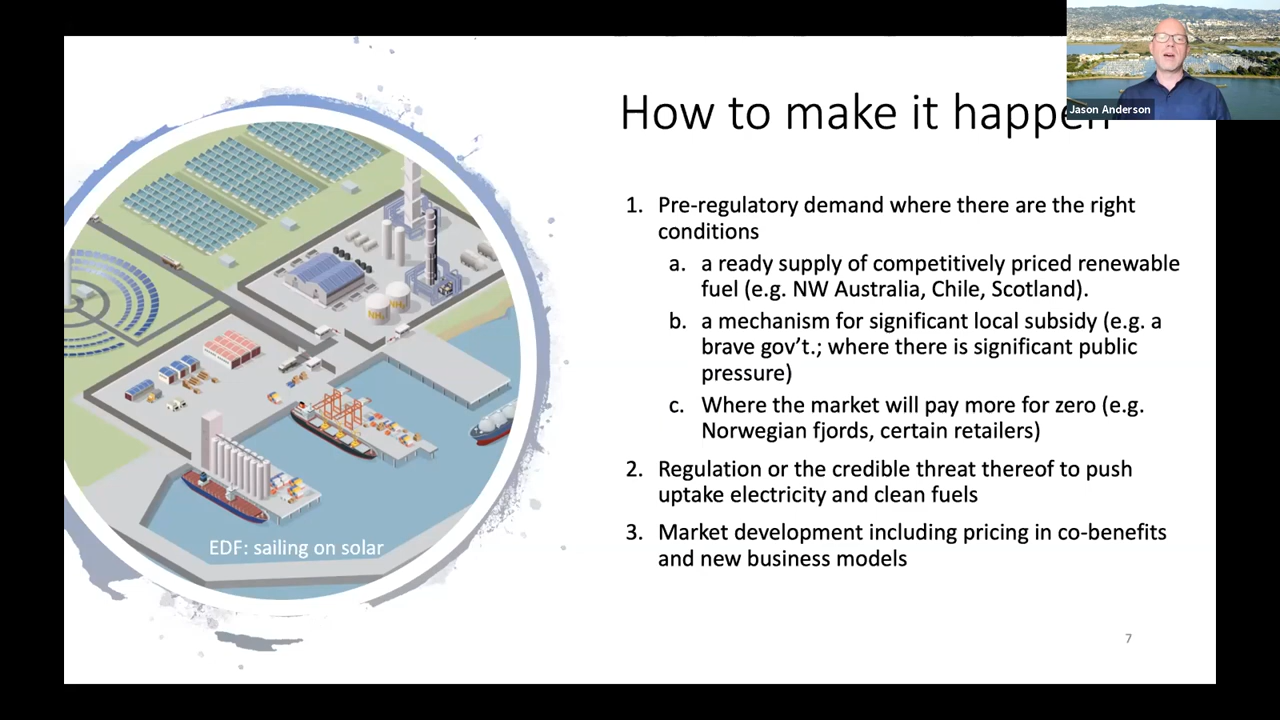 Jason Anderson
How to make it happen
1. Pre-regulatory demand where there are the right
conditions
a. a ready supply of competitively priced renewable
fuel (e.g. NW Australia, Chile, Scotland).
b. a mechanism for significant local subsidy (e.g. a
brave gov’t.; where there is significant public
pressure)
c. Where the market will pay more for zero (e.g.
Norwegian fjords, certain retailers)
2. Regulation or the credible threat thereof to push
uptake electricity and clean fuels
3. Market development including pricing in co-benefits
and new business models
NH₃
NH₃
EDF: sailing on solar
7